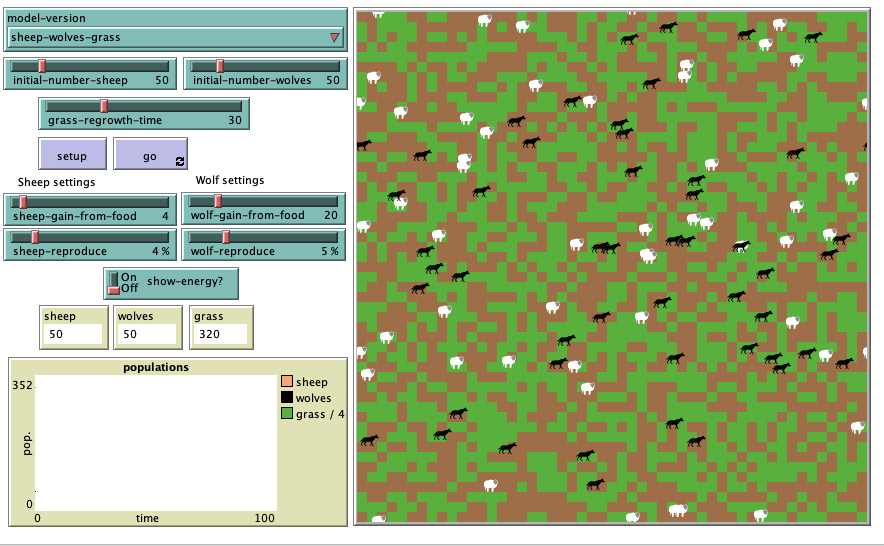 model-version
sheep-wolves-grass
initial-number-sheep 50
initial-number-wolves 50
grass-regrowth-time 30
setup
go
Sheep settings
Wolf settings
sheep-gain-from-food 4
wolf-gain-from-food 20
sheep-reproduce 4 %
wolf-reproduce 5 %
On
Off
show-energy?
sheep
50
wolves
50
grass
320
populations
352
pop.
0
0
time
100
sheep
wolves
grass / 4